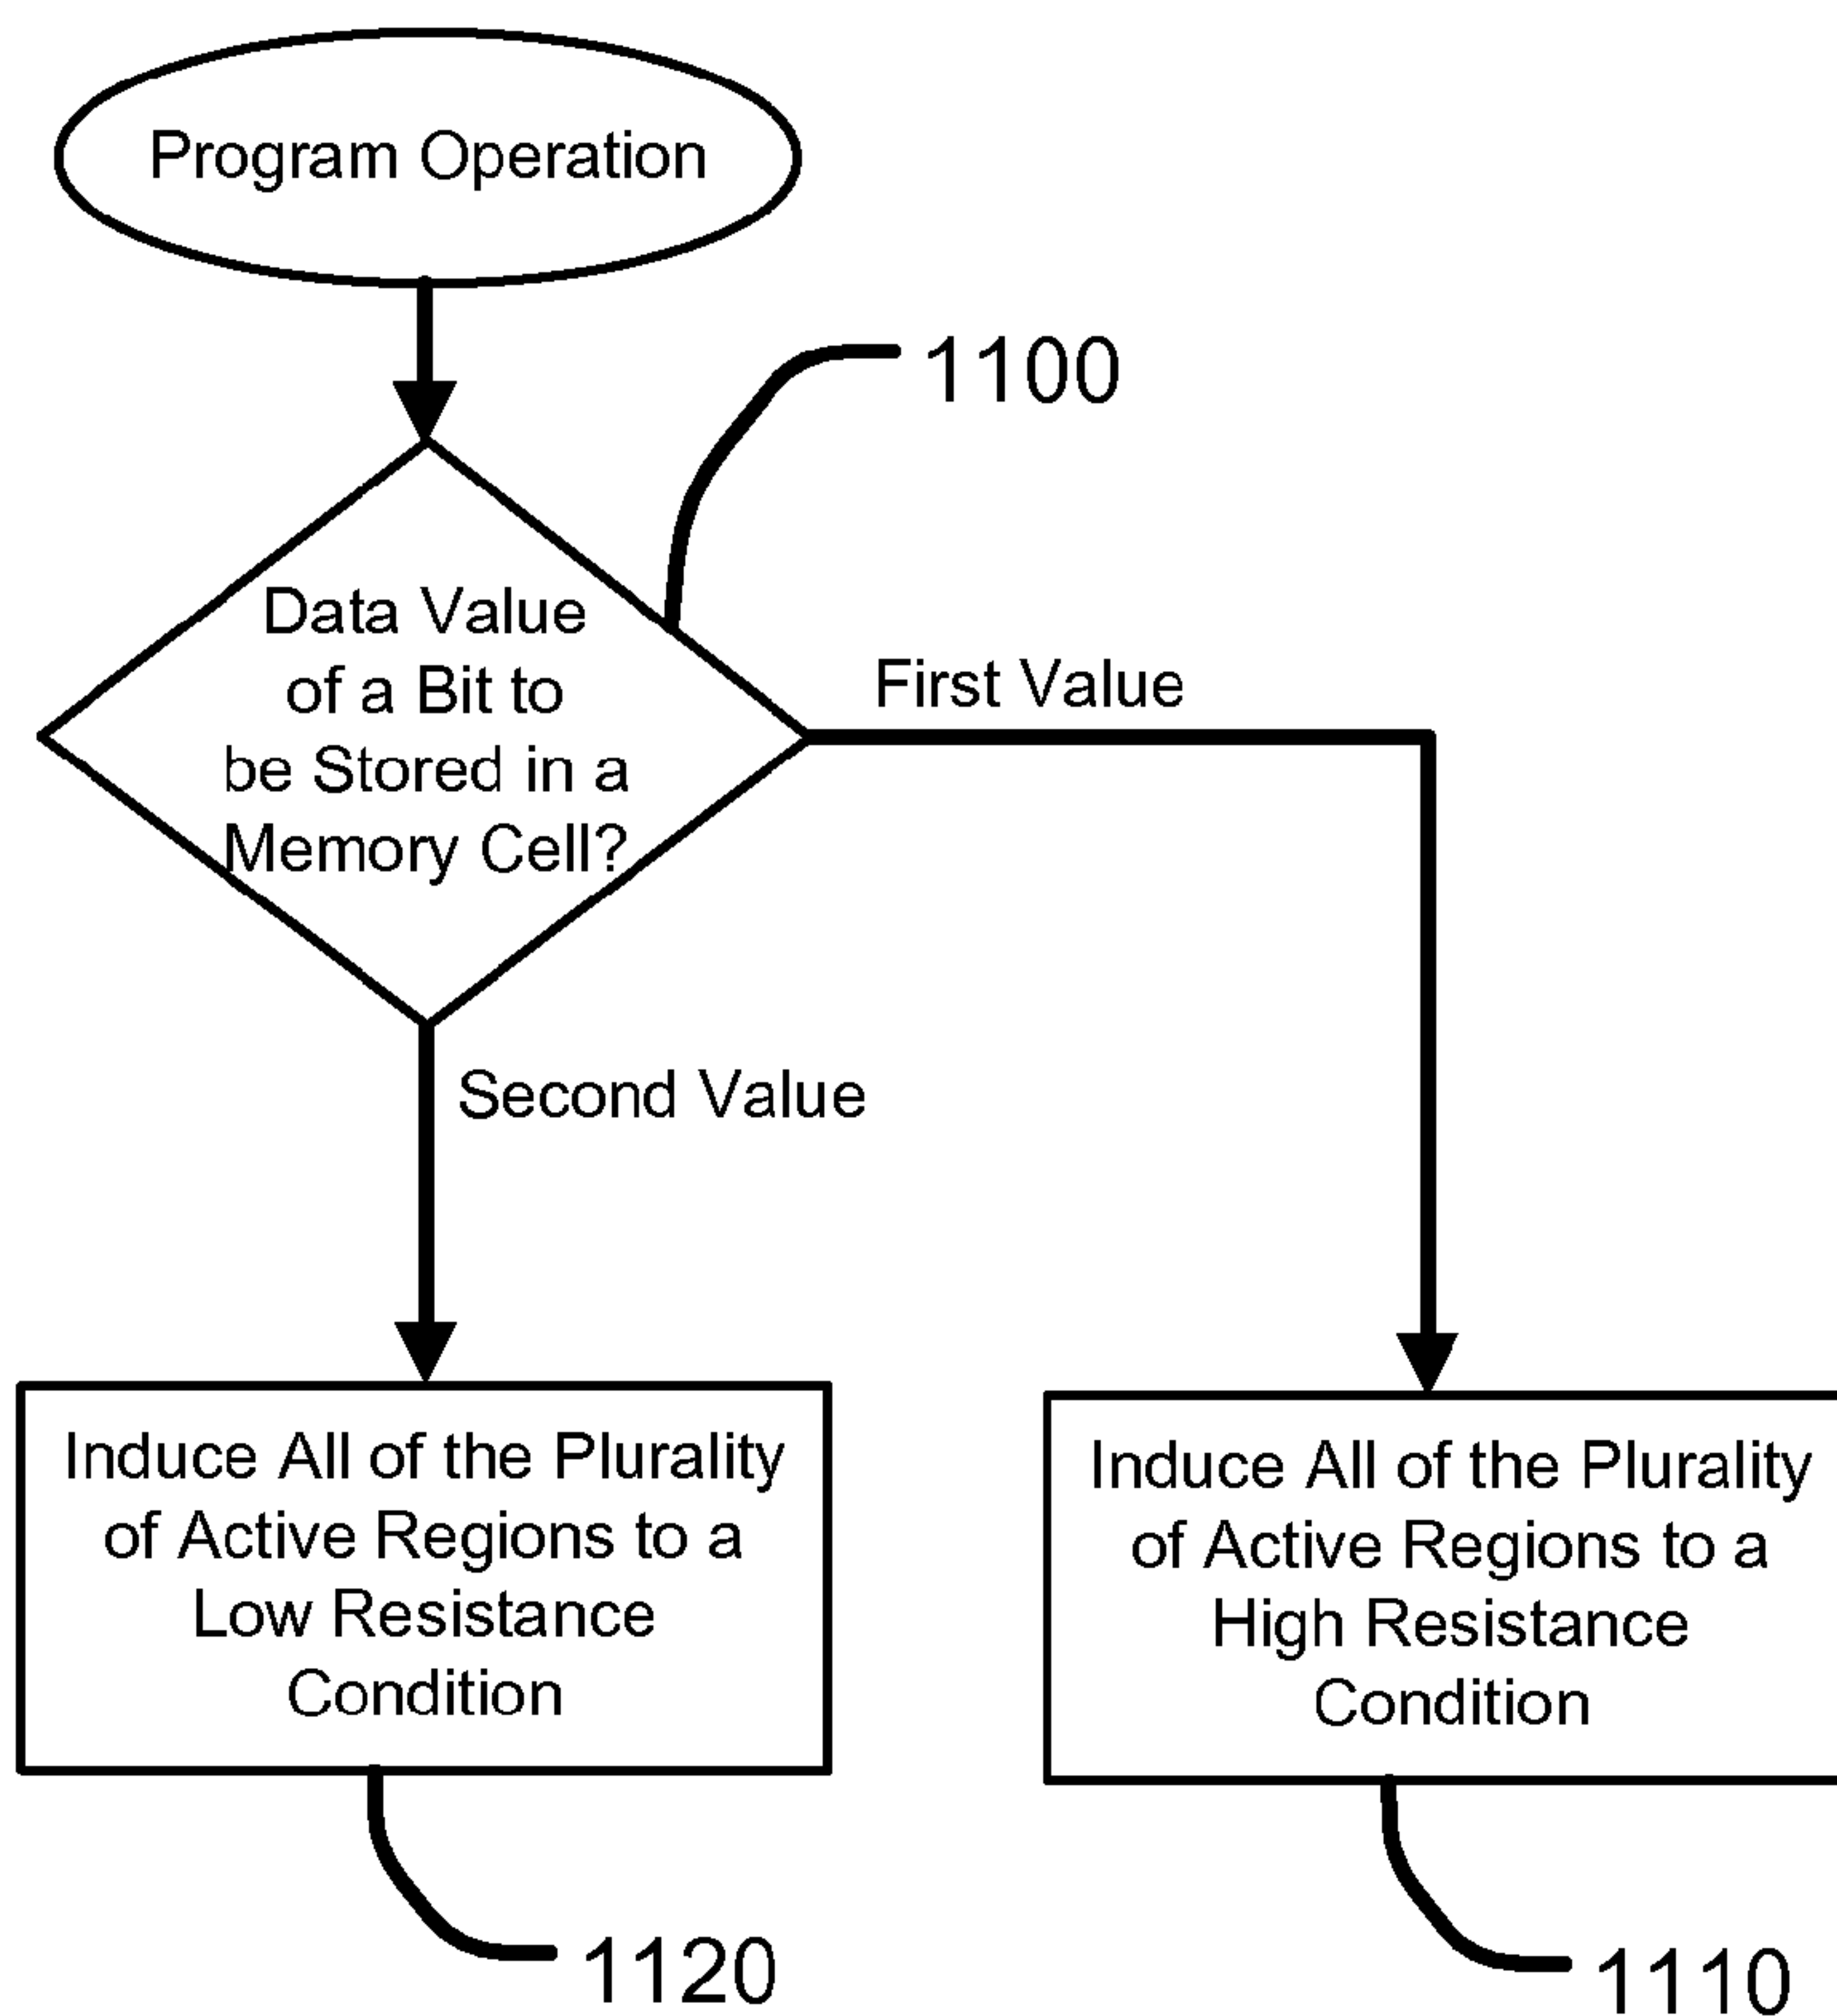 Program Operation
1100
Data Value
of a Bit to
be Stored in a
Memory Cell?
First Value
Second Value
Induce All of the Plurality
of Active Regions to a
Low Resistance
Condition
Induce All of the Plurality
of Active Regions to a
High Resistance
Condition
1120
1110